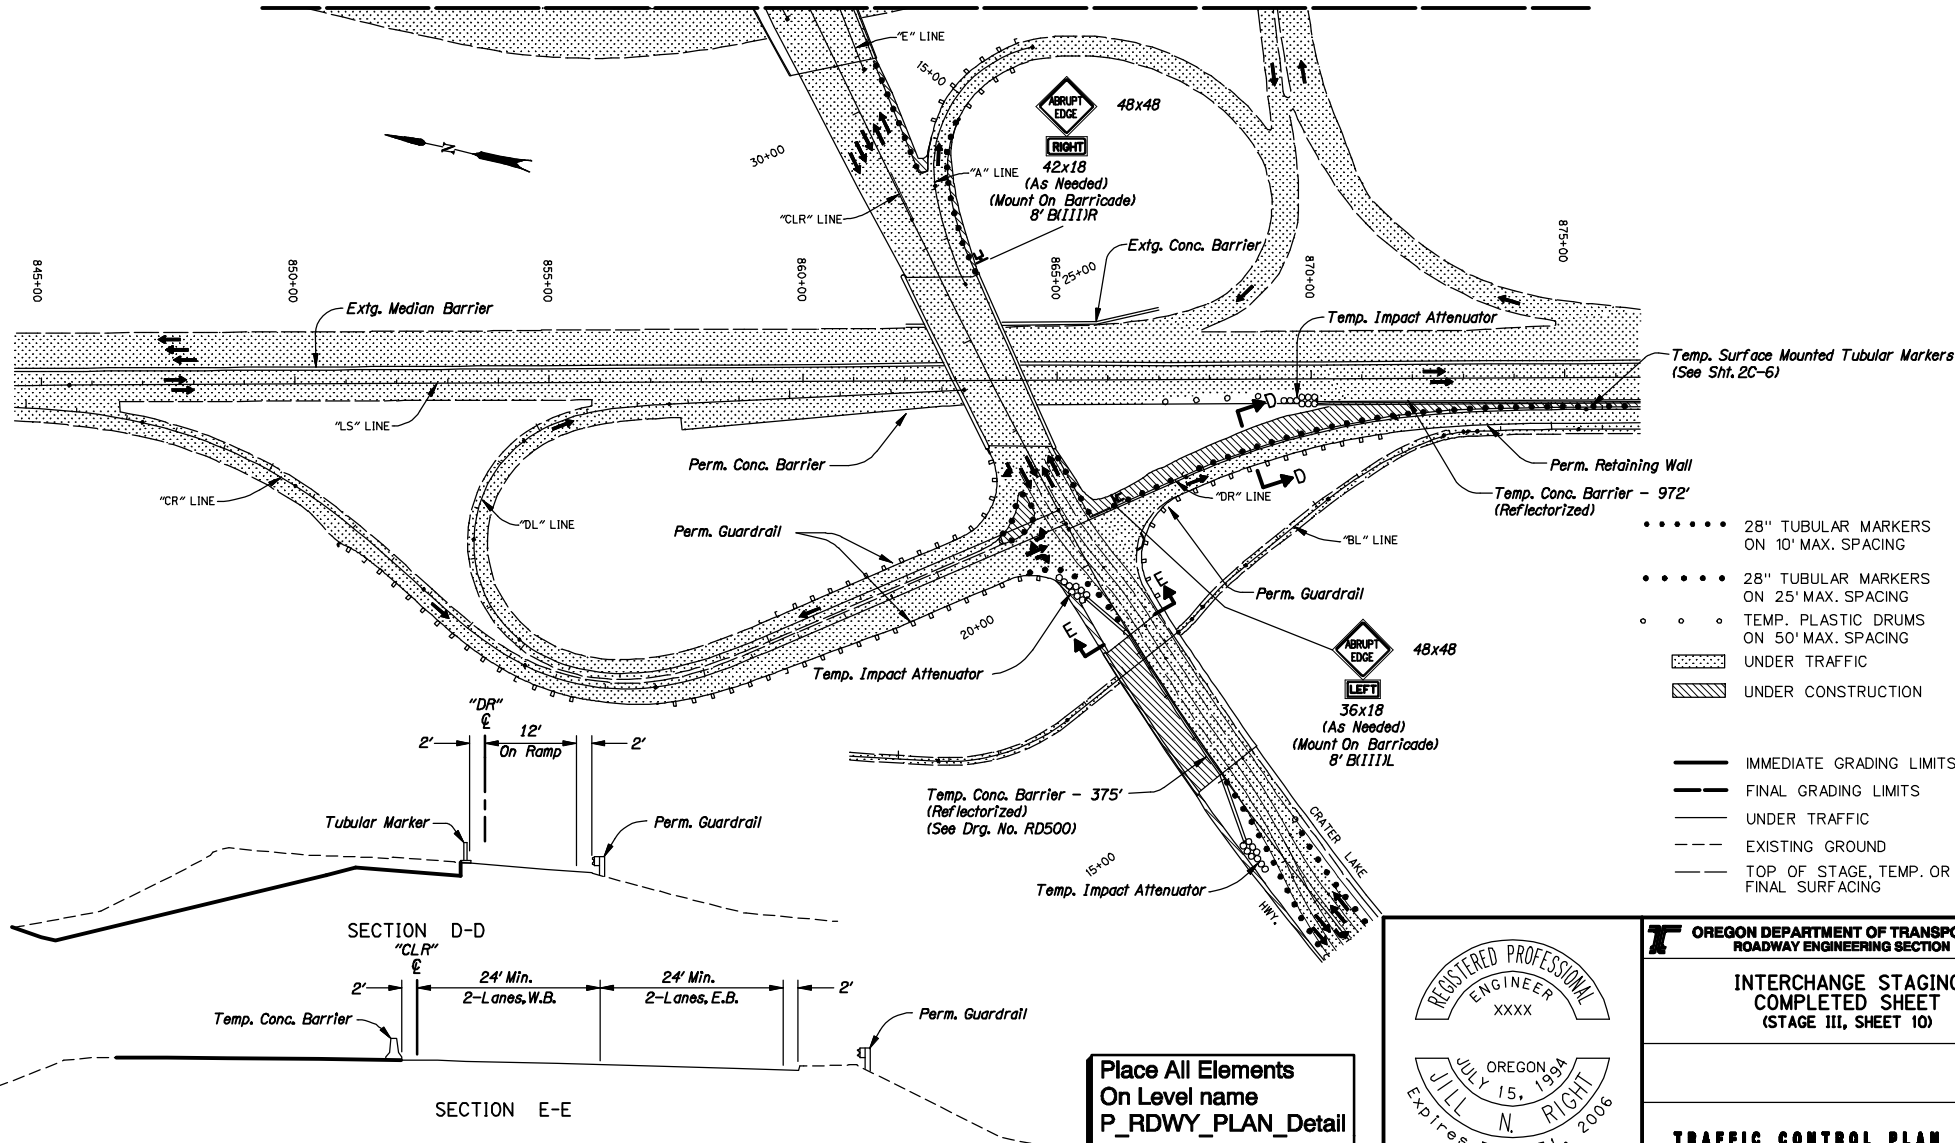 "E" LINE
15+00
ABRUPT
EDGE
48x48
RIGHT
42x18
(As Needed)
(Mount On Barricade)
8' B(III)R
N
30+00
"A" LINE
"CLR" LINE
Extg. Conc. Barrier
25+00
845+00
850+00
855+00
860+00
865+00
870+00
875+00
Extg. Median Barrier
Temp. Impact Attenuator
Temp. Surface Mounted Tubular Markers
(See Sht. 2C-6)
"LS" LINE
D
Perm. Conc. Barrier
Perm. Retaining Wall
D
"CR" LINE
"DL" LINE
"DR" LINE
Temp. Conc. Barrier - 972'
(Reflectorized)
Perm. Guardrail
"BL" LINE
28" TUBULAR MARKERS
ON 10' MAX. SPACING
28" TUBULAR MARKERS
ON 25' MAX. SPACING
TEMP. PLASTIC DRUMS
ON 50' MAX. SPACING
UNDER TRAFFIC
UNDER CONSTRUCTION
E
Perm. Guardrail
20+00
E
ABRUPT
EDGE
48x48
LEFT
36x18
(As Needed)
(Mount On Barricade)
8' B(III)L
Temp. Impact Attenuator
"DR"
℄
2'
12'
On Ramp
2'
IMMEDIATE GRADING LIMITS
FINAL GRADING LIMITS
UNDER TRAFFIC
EXISTING GROUND
TOP OF STAGE, TEMP. OR
FINAL SURFACING
Temp. Conc. Barrier - 375'
(Reflectorized)
(See Drg. No. RD500)
Tubular Marker
Perm. Guardrail
CRATER LAKE
HWY.
15+00
Temp. Impact Attenuator
SECTION D-D
"CLR"
℄
2'
24' Min.
2-Lanes, W.B.
24' Min.
2-Lanes, E.B.
2'
Temp. Conc. Barrier
Perm. Guardrail
SECTION E-E
Place All Elements
On Level name
P_RDWY_PLAN_Detail
REGISTERED PROFESSIONAL
ENGINEER
XXXX
OREGON
JULY 15, 1994
JILL N. RIGHT
Expires
2006
OREGON DEPARTMENT OF TRANSPO
ROADWAY ENGINEERING SECTION
INTERCHANGE STAGING
COMPLETED SHEET
(STAGE III, SHEET 10)
TRAFFIC CONTROL PLAN